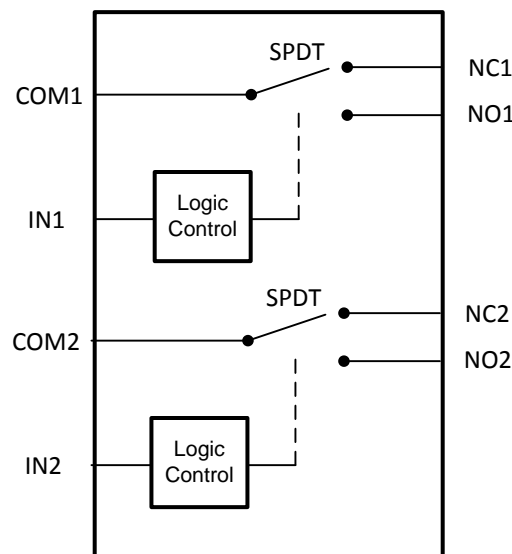 SPDT
NC1
COM1
NO1
Logic
Control
IN1
SPDT
NC2
COM2
NO2
Logic
Control
IN2